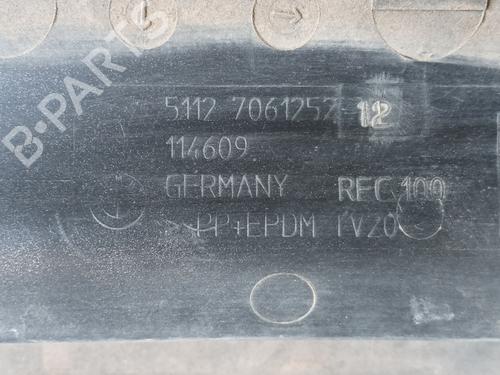 B-PARTS
5112 7061252 12
114609
GERMANY REC 100
PP+EPDM TV20